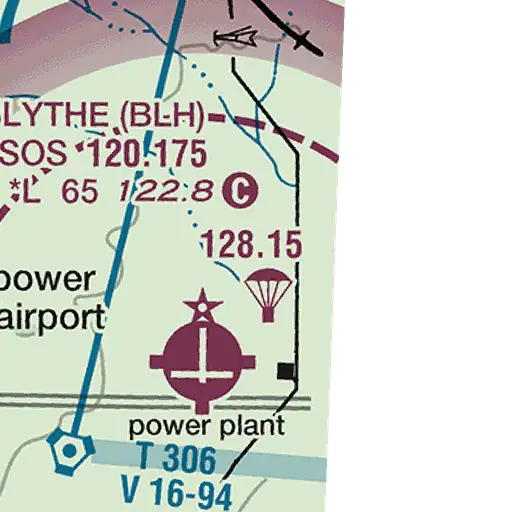 LYTHE (BLH)
SOS *120.175
*L 65 122.8 C
128.15
power
airport
power plant
T 306
V 16-94